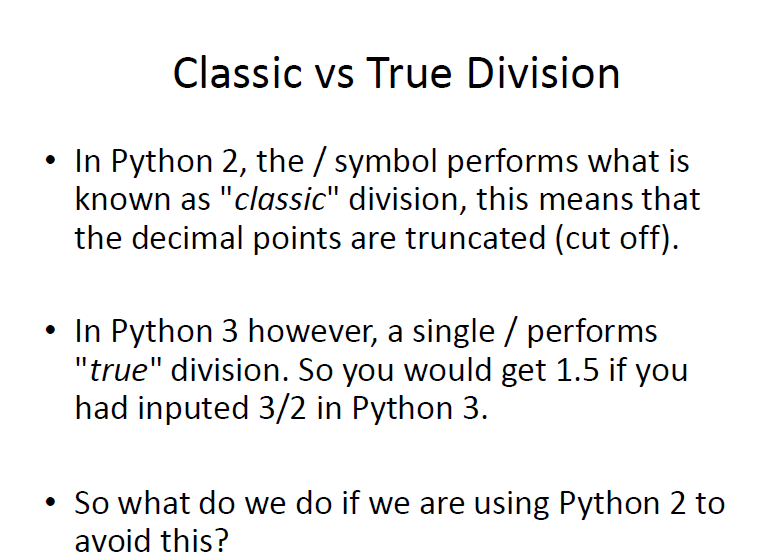 Classic vs True Division
• In Python 2, the / symbol performs what is
known as "classic" division, this means that
the decimal points are truncated (cut off).
• In Python 3 however, a single / performs
"true" division. So you would get 1.5 if you
had inputed 3/2 in Python 3.
• So what do we do if we are using Python 2 to
avoid this?